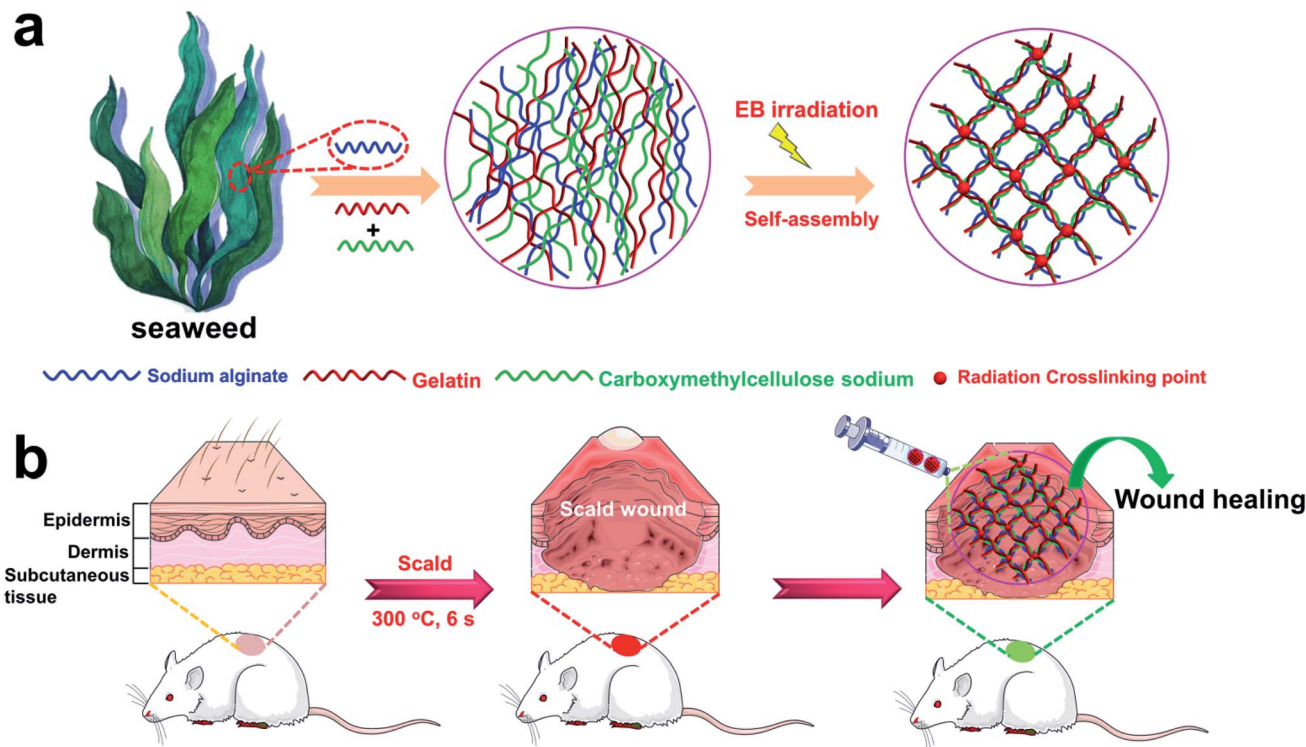 a
EB irradiation
+
Self-assembly
seaweed
Sodium alginate
Gelatin
Carboxymethylcellulose sodium
Radiation Crosslinking point
b
Epidermis
Dermis
Subcutaneous
tissue
Scald
300 °C, 6 s
Scald wound
Wound healing